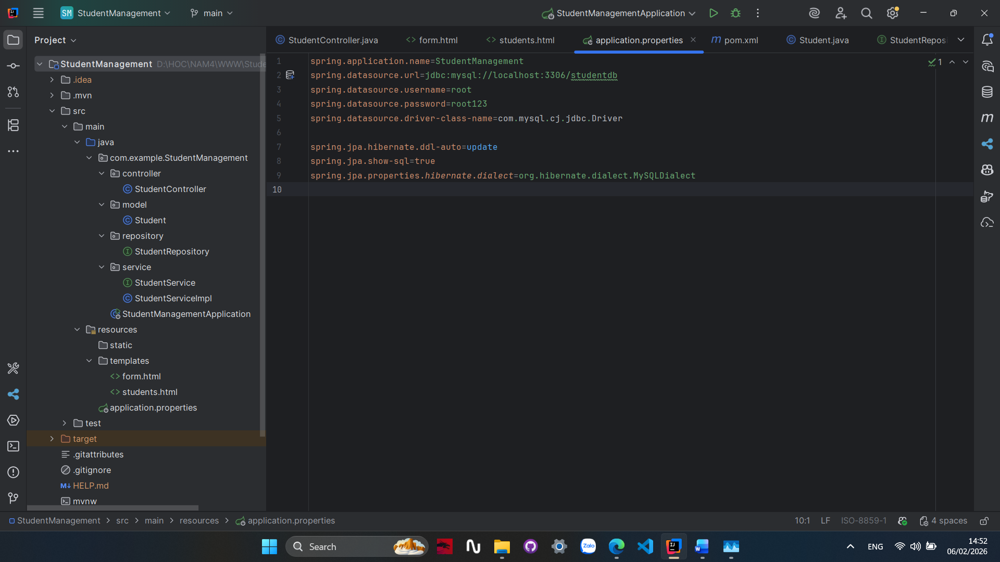 SM StudentManagement main StudentManagementApplication
Project
StudentController.java form.html students.html application.properties pom.xml Student.java StudentRepos
StudentManagement D:\HOC\NAM4\WWW\Stude
.idea
.mvn
src
main
java
com.example.StudentManagement
controller
StudentController
model
Student
repository
StudentRepository
service
StudentService
StudentServiceImpl
StudentManagementApplication
resources
static
templates
form.html
students.html
application.properties
test
target
.gitattributes
.gitignore
HELP.md
mvnw
1 spring.application.name=StudentManagement
2 spring.datasource.url=jdbc:mysql://localhost:3306/studentdb
3 spring.datasource.username=root
4 spring.datasource.password=root123
5 spring.datasource.driver-class-name=com.mysql.cj.jdbc.Driver
6
7 spring.jpa.hibernate.ddl-auto=update
8 spring.jpa.show-sql=true
9 spring.jpa.properties.hibernate.dialect=org.hibernate.dialect.MySQLDialect
10
1
StudentManagement > src > main > resources > application.properties
10:1 LF ISO-8859-1 4 spaces
Search
Zalo
ENG
14:52
06/02/2026